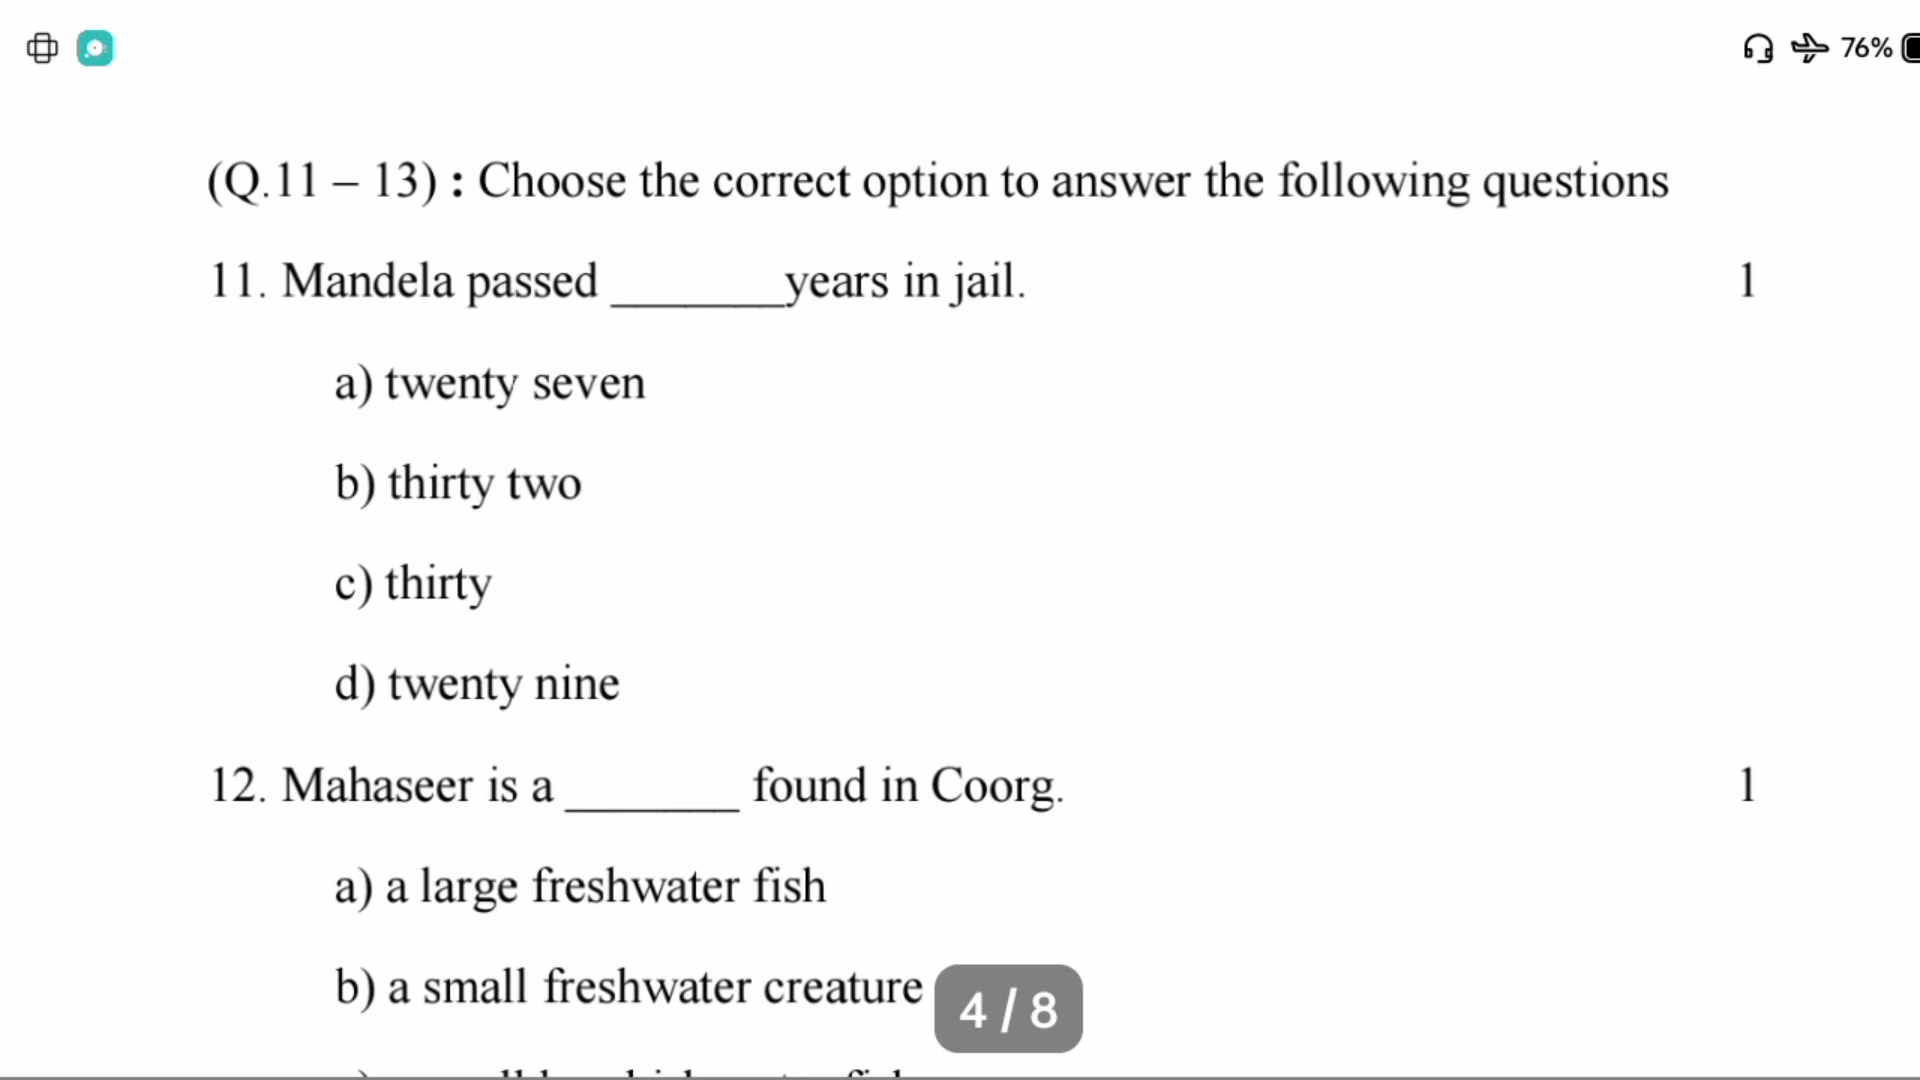 76%
(Q.11 – 13) : Choose the correct option to answer the following questions
11. Mandela passed _______years in jail. 1
a) twenty seven
b) thirty two
c) thirty
d) twenty nine
12. Mahaseer is a _______ found in Coorg. 1
a) a large freshwater fish
b) a small freshwater creature
4 / 8